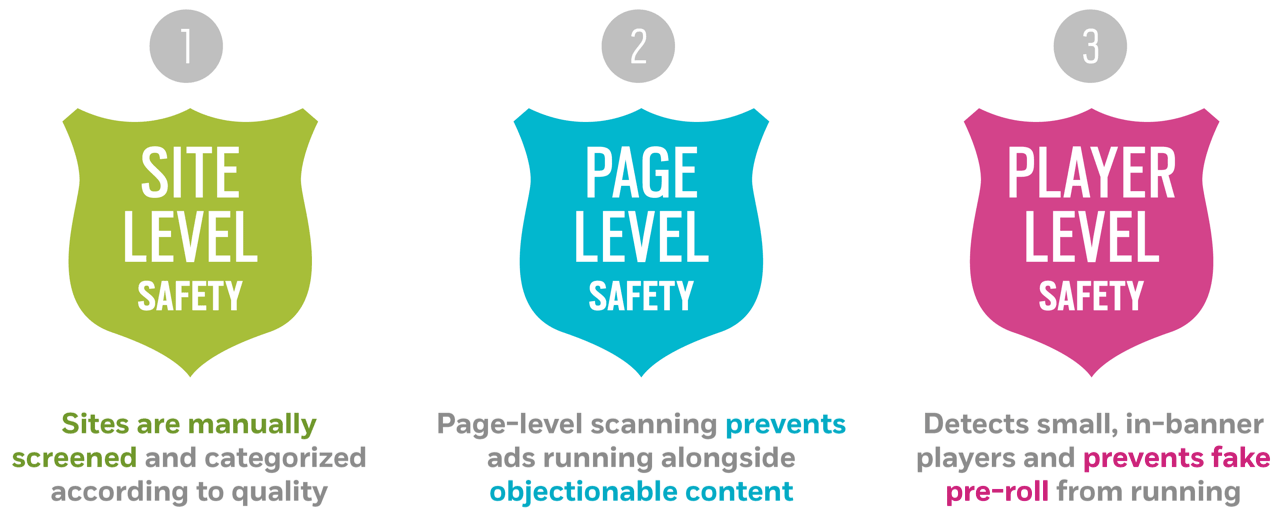 1
SITE
LEVEL
SAFETY
Sites are manually
screened and categorized
according to quality
2
PAGE
LEVEL
SAFETY
Page-level scanning prevents
ads running alongside
objectionable content
3
PLAYER
LEVEL
SAFETY
Detects small, in-banner
players and prevents fake
pre-roll from running